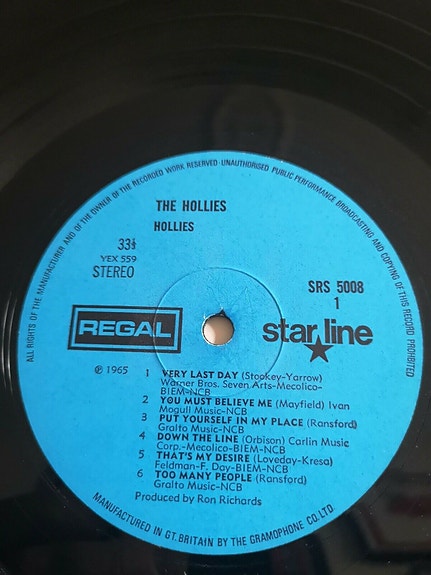 ALL RIGHTS OF THE MANUFACTURER AND OF THE OWNER OF THE RECORDED WORK RESERVED · UNAUTHORISED PUBLIC PERFORMANCE BROADCASTING AND COPYING OF THIS RECORD PROHIBITED
THE HOLLIES
HOLLIES
33⅓
YEX 559
STEREO
SRS 5008
1
REGAL
star line
℗ 1965
1 VERY LAST DAY (Stookey-Yarrow)
Warner Bros. Seven Arts-Mecolico-
BIEM-NCB
2 YOU MUST BELIEVE ME (Mayfield) Ivan
Mogull Music-NCB
3 PUT YOURSELF IN MY PLACE (Ransford)
Gralto Music-NCB
4 DOWN THE LINE (Orbison) Carlin Music
Corp.-Mecolico-BIEM-NCB
5 THAT'S MY DESIRE (Loveday-Kresa)
Feldman-F. Day-BIEM-NCB
6 TOO MANY PEOPLE (Ransford)
Gralto Music-NCB
Produced by Ron Richards
MANUFACTURED IN GT. BRITAIN BY THE GRAMOPHONE CO. LTD.